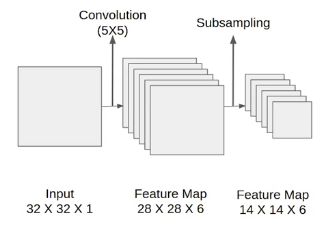 Convolution
(5X5)
Subsampling
Input
32 X 32 X 1
Feature Map
28 X 28 X 6
Feature Map
14 X 14 X 6